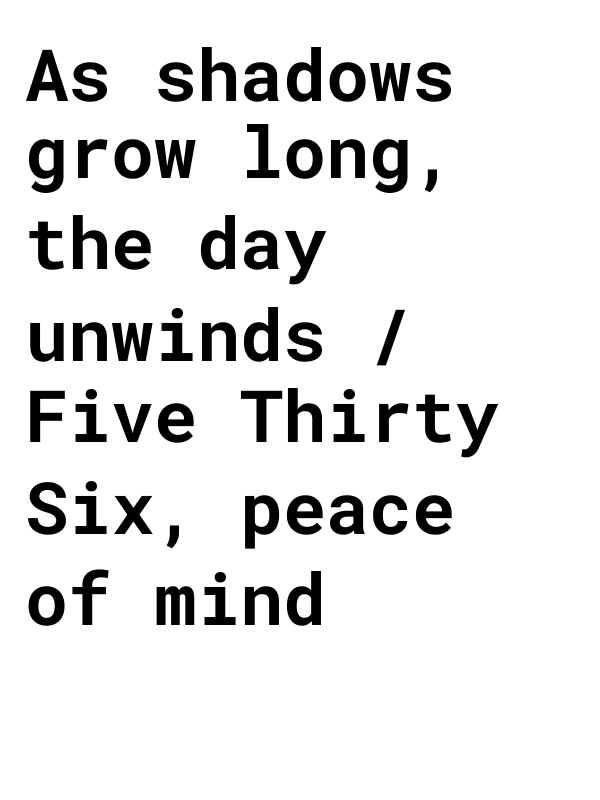 As shadows
grow long,
the day
unwinds /
Five Thirty
Six, peace
of mind